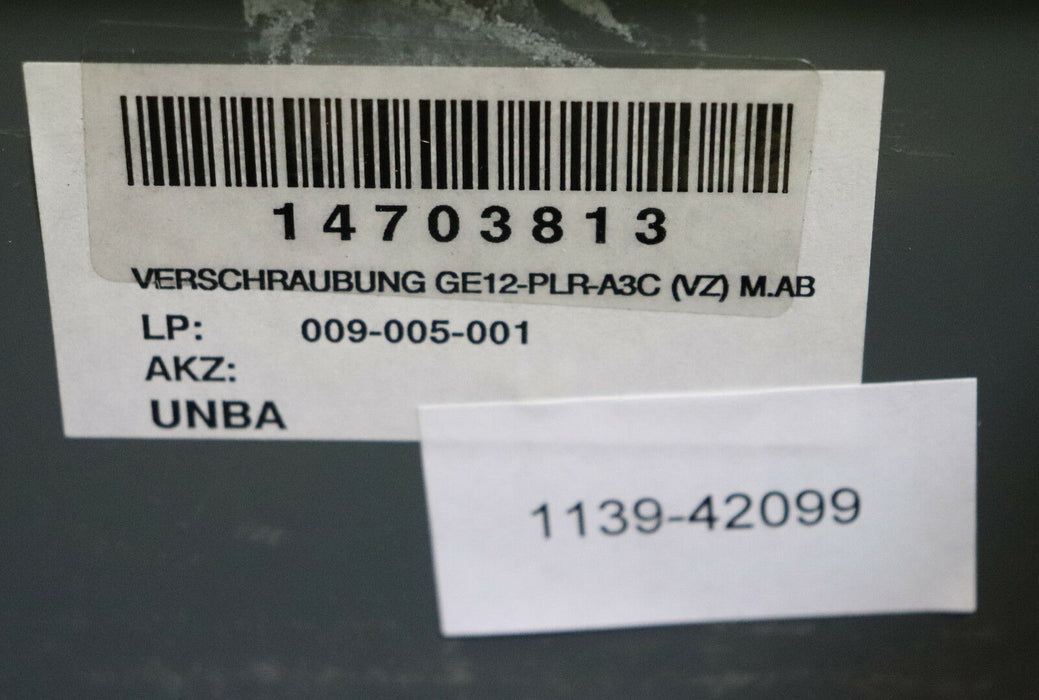 14703813
VERSCHRAUBUNG GE12-PLR-A3C (VZ) M.AB
LP: 009-005-001
AKZ:
UNBA
1139-42099